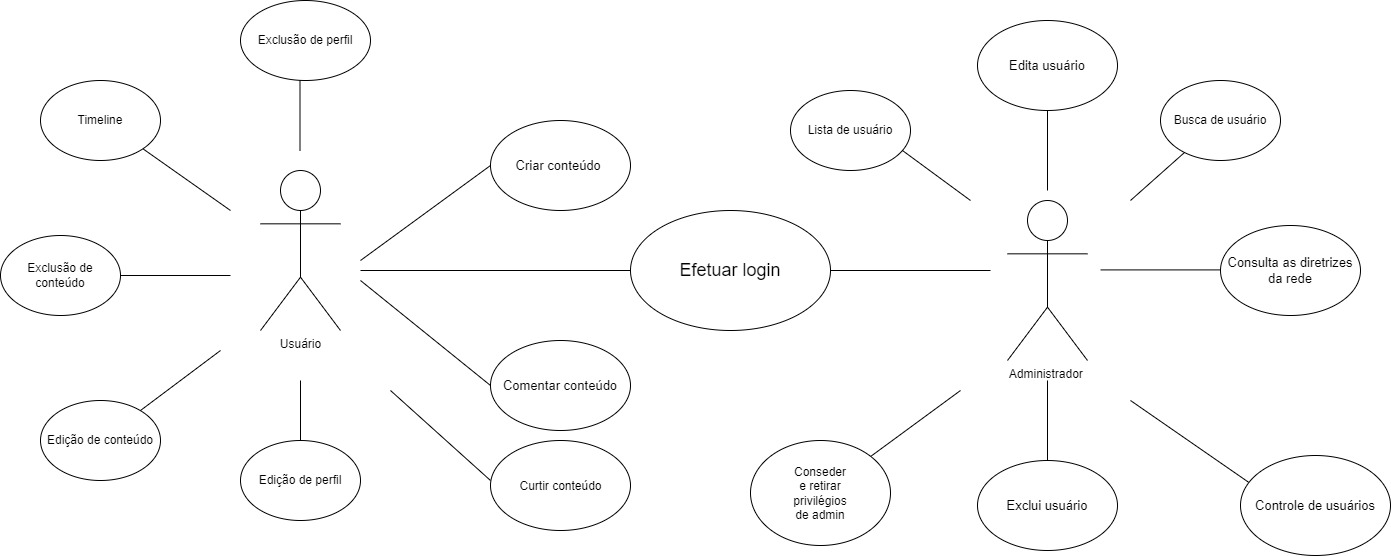 Exclusão de perfil
Edita usuário
Timeline
Lista de usuário
Busca de usuário
Criar conteúdo
Exclusão de
conteúdo
Efetuar login
Consulta as diretrizes
da rede
Usuário
Administrador
Comentar conteúdo
Edição de conteúdo
Edição de perfil
Curtir conteúdo
Conseder
e retirar
privilégios
de admin
Exclui usuário
Controle de usuários